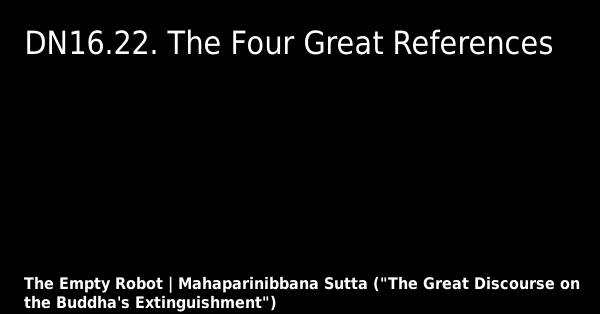 DN16.22. The Four Great References
The Empty Robot | Mahaparinibbana Sutta ("The Great Discourse on
the Buddha's Extinguishment")